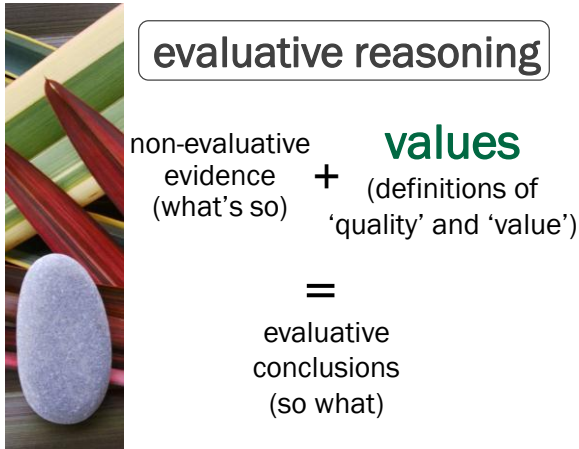 evaluative reasoning
non-evaluative
evidence
(what's so)
+
values
(definitions of
‘quality’ and ‘value’)
=
evaluative
conclusions
(so what)